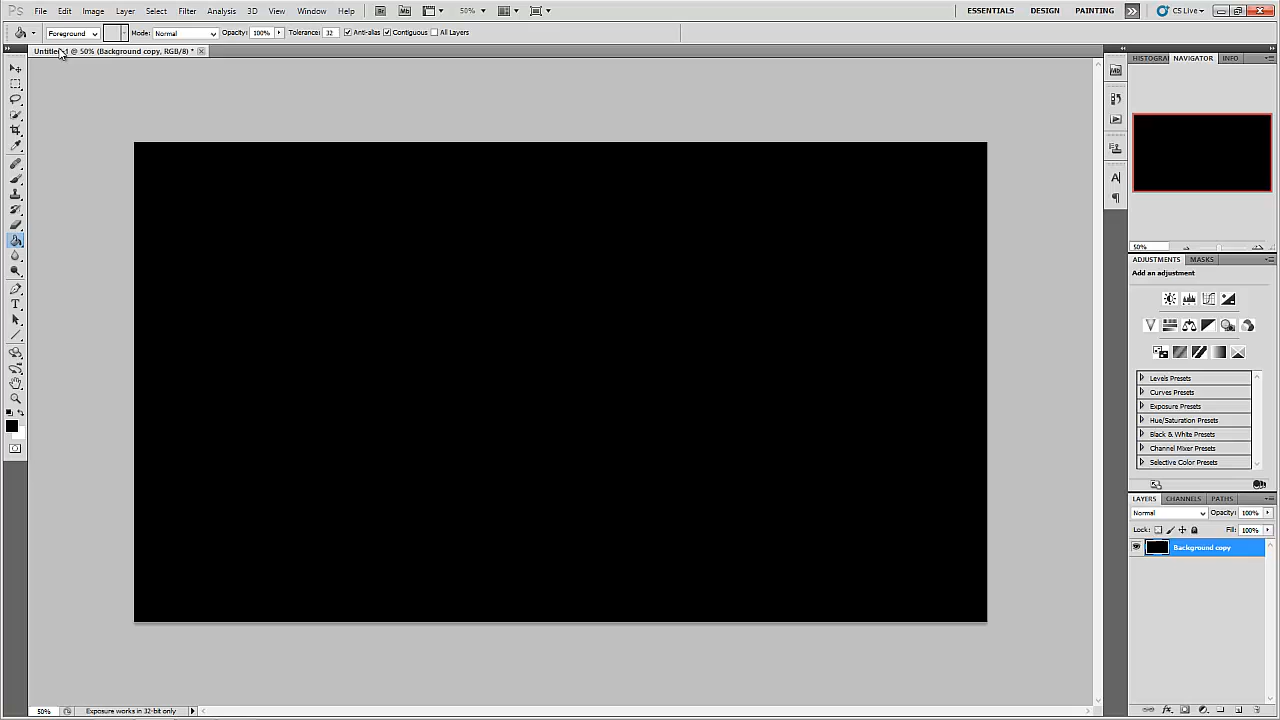 Ps File Edit Image Layer Select Filter Analysis 3D View Window Help Br Mb 50% ESSENTIALS DESIGN PAINTING CS Live
Foreground Mode: Normal Opacity: 100% Tolerance: 32 Anti-alias Contiguous All Layers
@ 50% (Background copy, RGB/8) *
HISTOGRA NAVIGATOR INFO
50%
ADJUSTMENTS MASKS
Add an adjustment
Levels Presets
Curves Presets
Exposure Presets
Hue/Saturation Presets
Black & White Presets
Channel Mixer Presets
Selective Color Presets
LAYERS CHANNELS PATHS
Normal Opacity: 100%
Lock: Fill: 100%
Background copy
50% Exposure works in 32-bit only